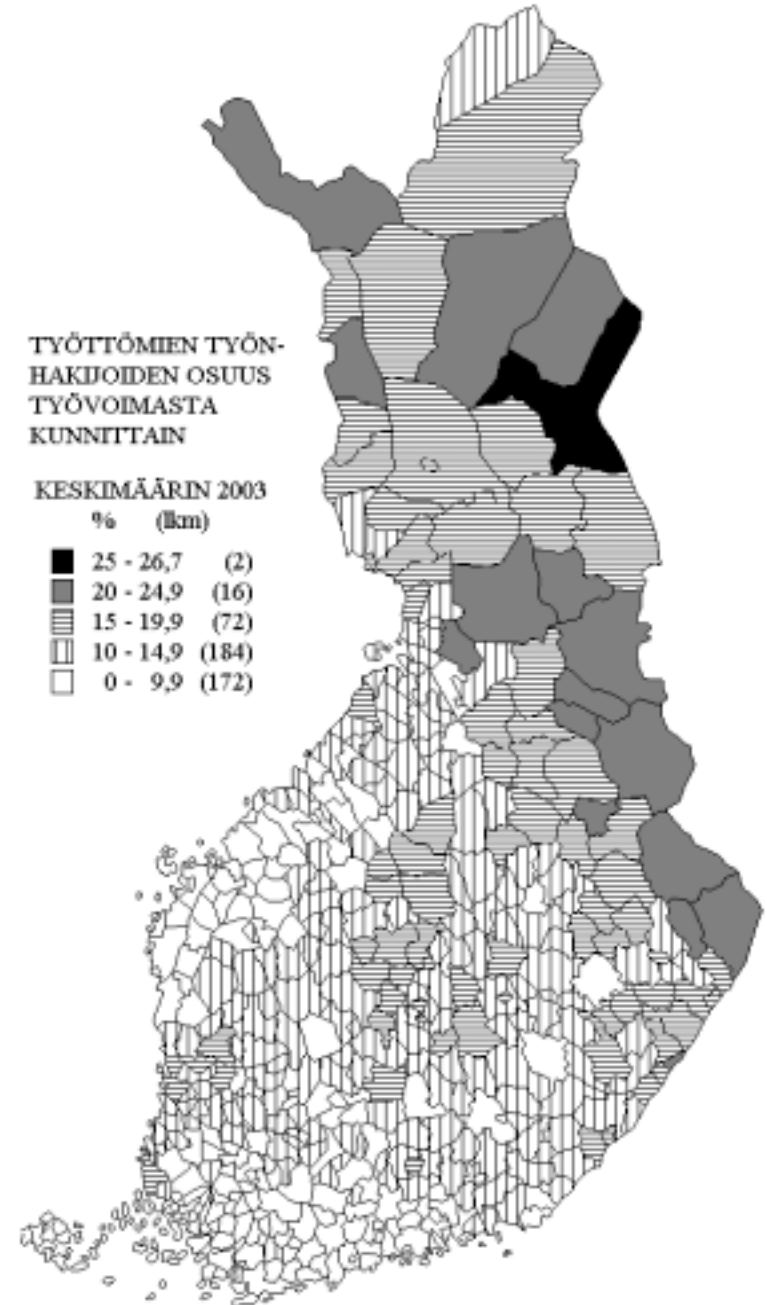 TYÖTTÖMIEN TYÖN-
HAKIJOIDEN OSUUS
TYÖVOIMASTA
KUNNITTAIN
KESKIMÄÄRIN 2003
% (lkm)
25 - 26,7 (2)
20 - 24,9 (16)
15 - 19,9 (72)
10 - 14,9 (184)
0 - 9,9 (172)